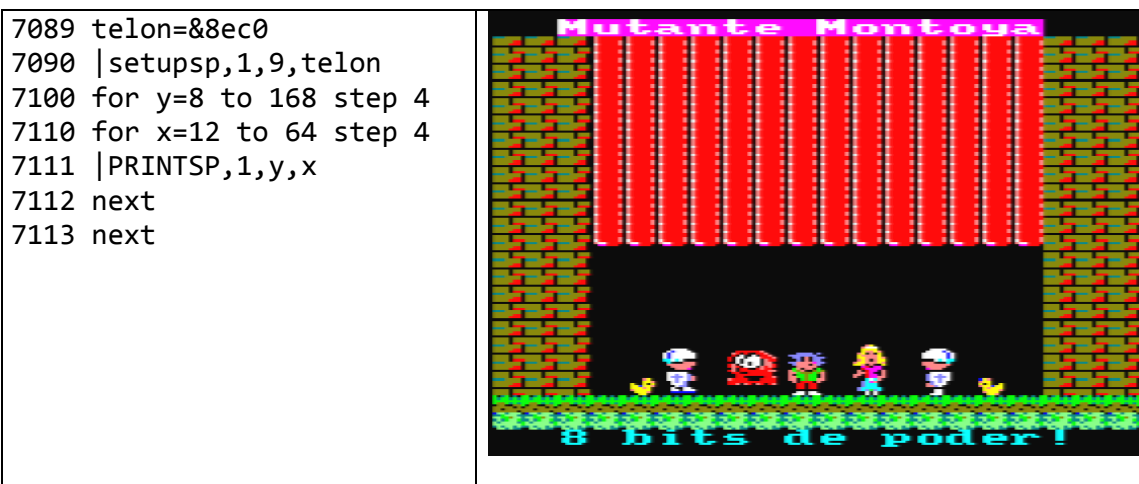 7089 telon=&8ec0
7090 |setupsp,1,9,telon
7100 for y=8 to 168 step 4
7110 for x=12 to 64 step 4
7111 |PRINTSP,1,y,x
7112 next
7113 next
Mutante Montoya
8 bits de poder!